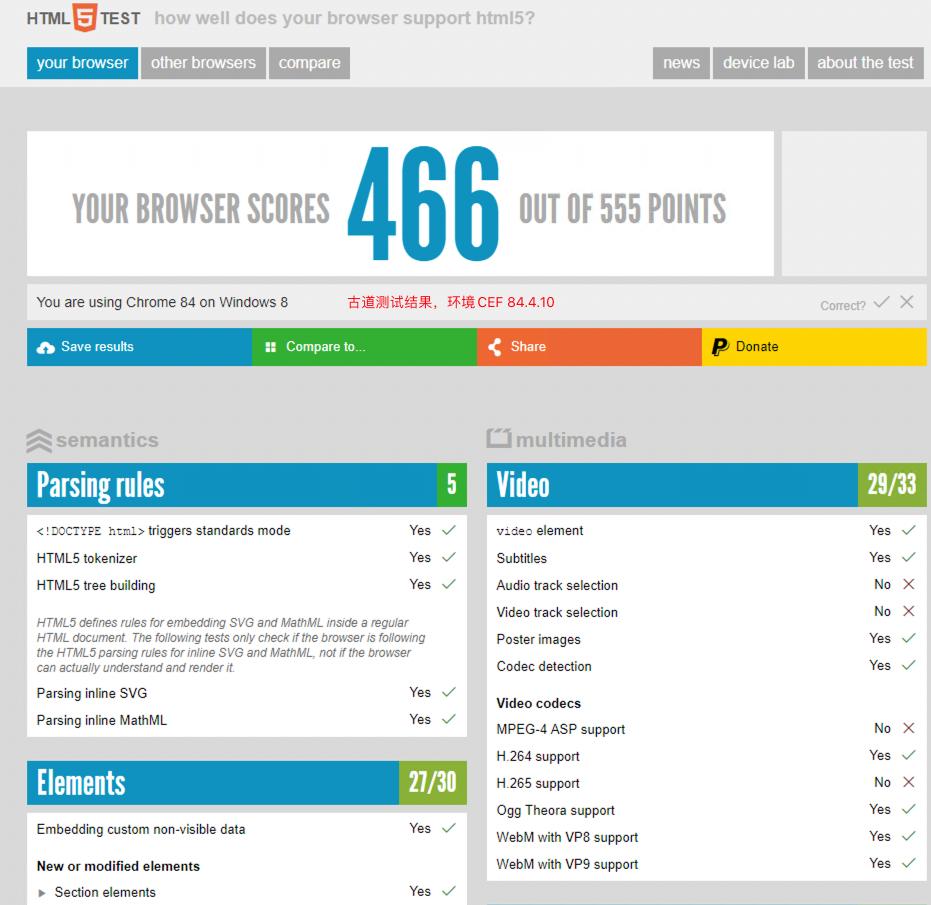 HTML 5 TEST how well does your browser support html5?
your browser other browsers compare news device lab about the test
YOUR BROWSER SCORES 466 OUT OF 555 POINTS
You are using Chrome 84 on Windows 8 古道测试结果，环境CEF 84.4.10 Correct?
Save results Compare to... Share Donate
semantics
Parsing rules 5
<!DOCTYPE html> triggers standards mode Yes
HTML5 tokenizer Yes
HTML5 tree building Yes
HTML5 defines rules for embedding SVG and MathML inside a regular
HTML document. The following tests only check if the browser is following
the HTML5 parsing rules for inline SVG and MathML, not if the browser
can actually understand and render it.
Parsing inline SVG Yes
Parsing inline MathML Yes
Elements 27/30
Embedding custom non-visible data Yes
New or modified elements
Section elements Yes
multimedia
Video 29/33
video element Yes
Subtitles Yes
Audio track selection No
Video track selection No
Poster images Yes
Codec detection Yes
Video codecs
MPEG-4 ASP support No
H.264 support Yes
H.265 support No
Ogg Theora support Yes
WebM with VP8 support Yes
WebM with VP9 support Yes